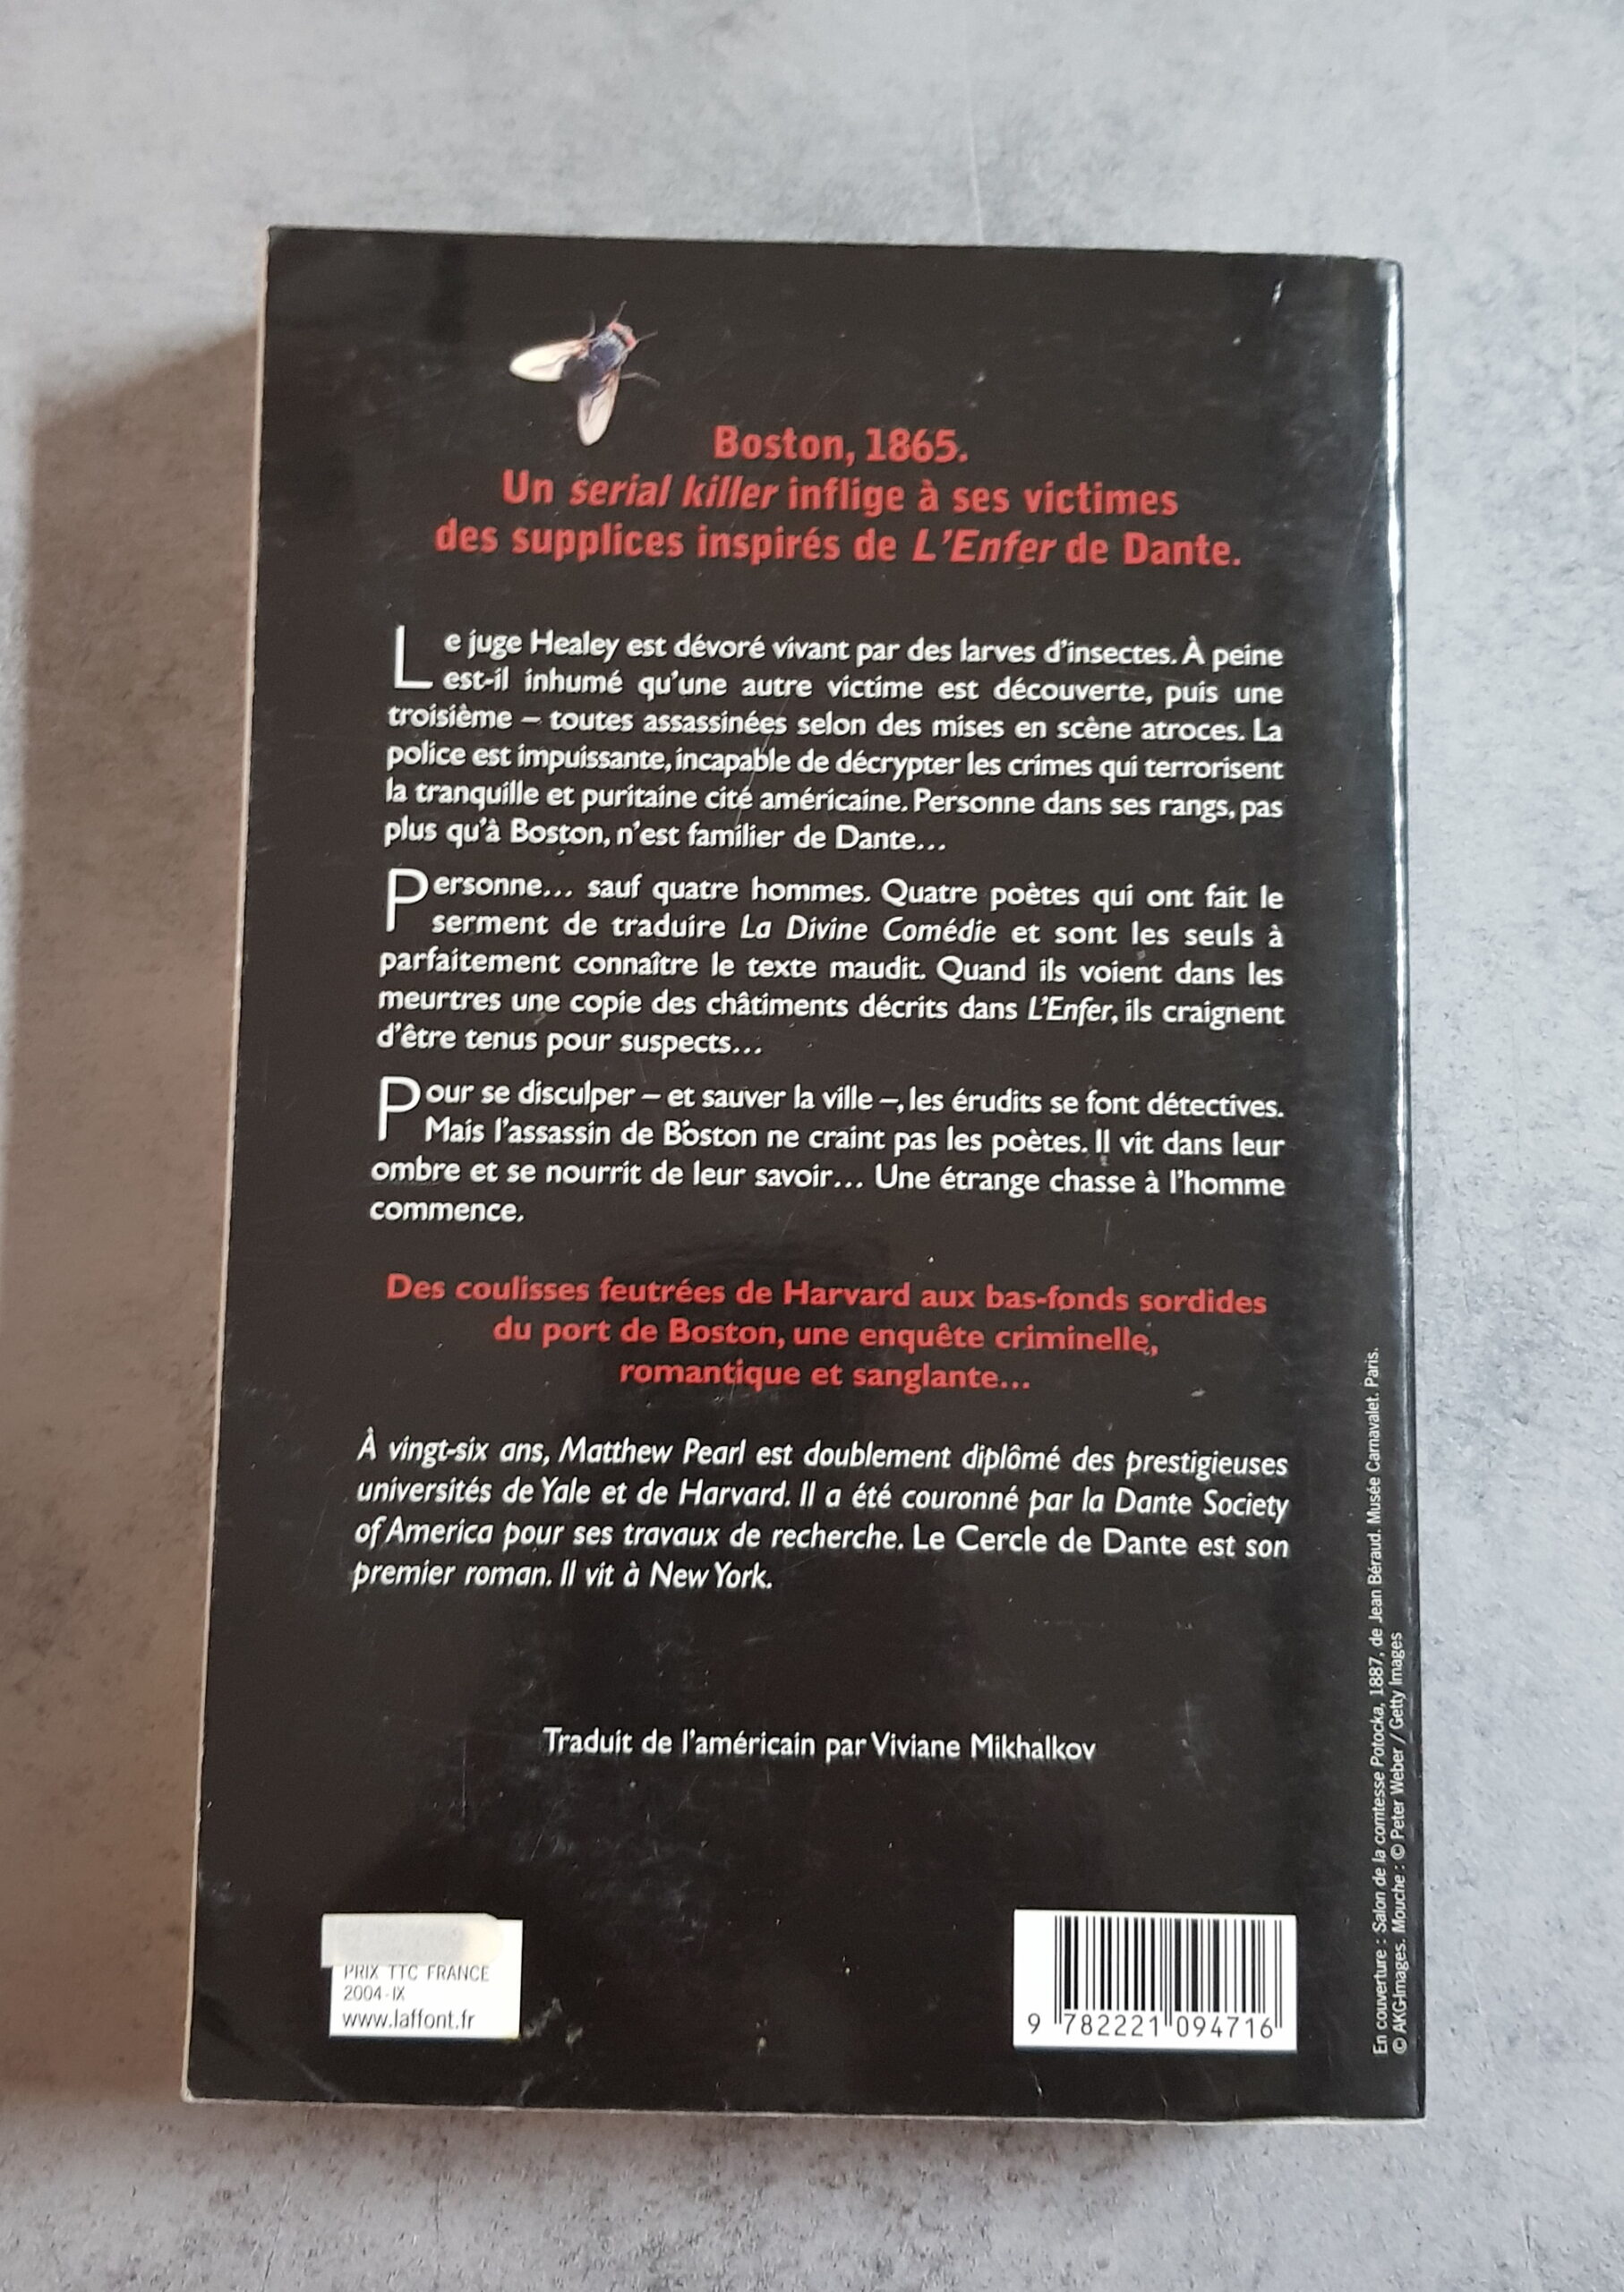 Boston, 1865.
Un serial killer inflige à ses victimes
des supplices inspirés de L'Enfer de Dante.
Le juge Healey est dévoré vivant par des larves d'insectes. À peine
est-il inhumé qu'une autre victime est découverte, puis une
troisième – toutes assassinées selon des mises en scène atroces. La
police est impuissante, incapable de décrypter les crimes qui terrorisent
la tranquille et puritaine cité américaine. Personne dans ses rangs, pas
plus qu'à Boston, n'est familier de Dante…
Personne… sauf quatre hommes. Quatre poètes qui ont fait le
serment de traduire La Divine Comédie et sont les seuls à
parfaitement connaître le texte maudit. Quand ils voient dans les
meurtres une copie des châtiments décrits dans L'Enfer, ils craignent
d'être tenus pour suspects…
Pour se disculper – et sauver la ville –, les érudits se font détectives.
Mais l'assassin de Boston ne craint pas les poètes. Il vit dans leur
ombre et se nourrit de leur savoir… Une étrange chasse à l'homme
commence.
Des coulisses feutrées de Harvard aux bas-fonds sordides
du port de Boston, une enquête criminelle,
romantique et sanglante…
À vingt-six ans, Matthew Pearl est doublement diplômé des prestigieuses
universités de Yale et de Harvard. Il a été couronné par la Dante Society
of America pour ses travaux de recherche. Le Cercle de Dante est son
premier roman. Il vit à New York.
Traduit de l'américain par Viviane Mikhalkov
PRIX TTC FRANCE
2004-IX
www.laffont.fr
9 782221 094716
En couverture : Salon de la comtesse Potocka, 1887, de Jean Béraud. Musée Carnavalet. Paris.
© AKG-Images. Mouche : © Peter Weber / Getty Images